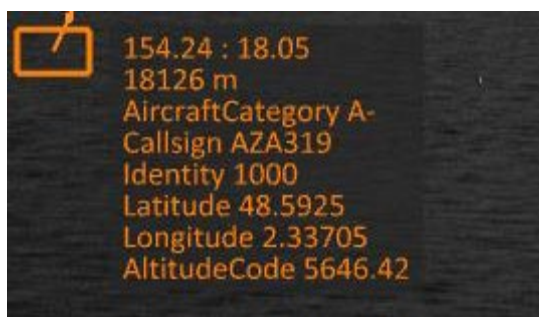 154.24 : 18.05
18126 m
AircraftCategory A-
Callsign AZA319
Identity 1000
Latitude 48.5925
Longitude 2.33705
AltitudeCode 5646.42